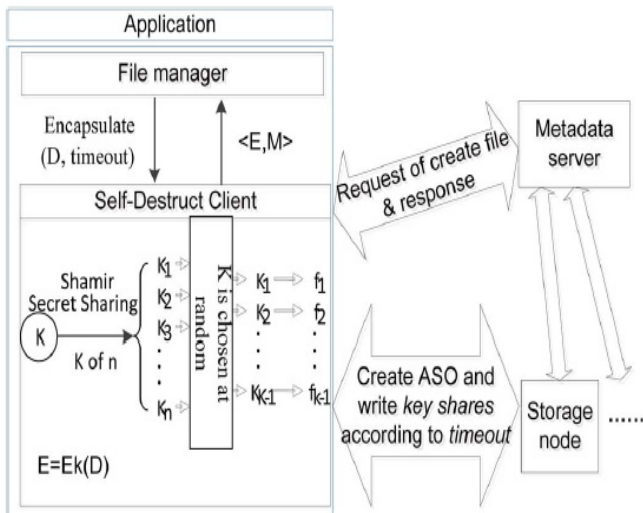 Application
File manager
Encapsulate
(D, timeout)
<E,M>
Self-Destruct Client
Shamir
Secret Sharing
K
K of n
K1
K2
K3
Kn
K is chosen at
random
K1
K2
KK-1
f1
f2
fK-1
E=Ek(D)
Request of create file
& response
Metadata
server
Create ASO and
write key shares
according to timeout
Storage
node
......